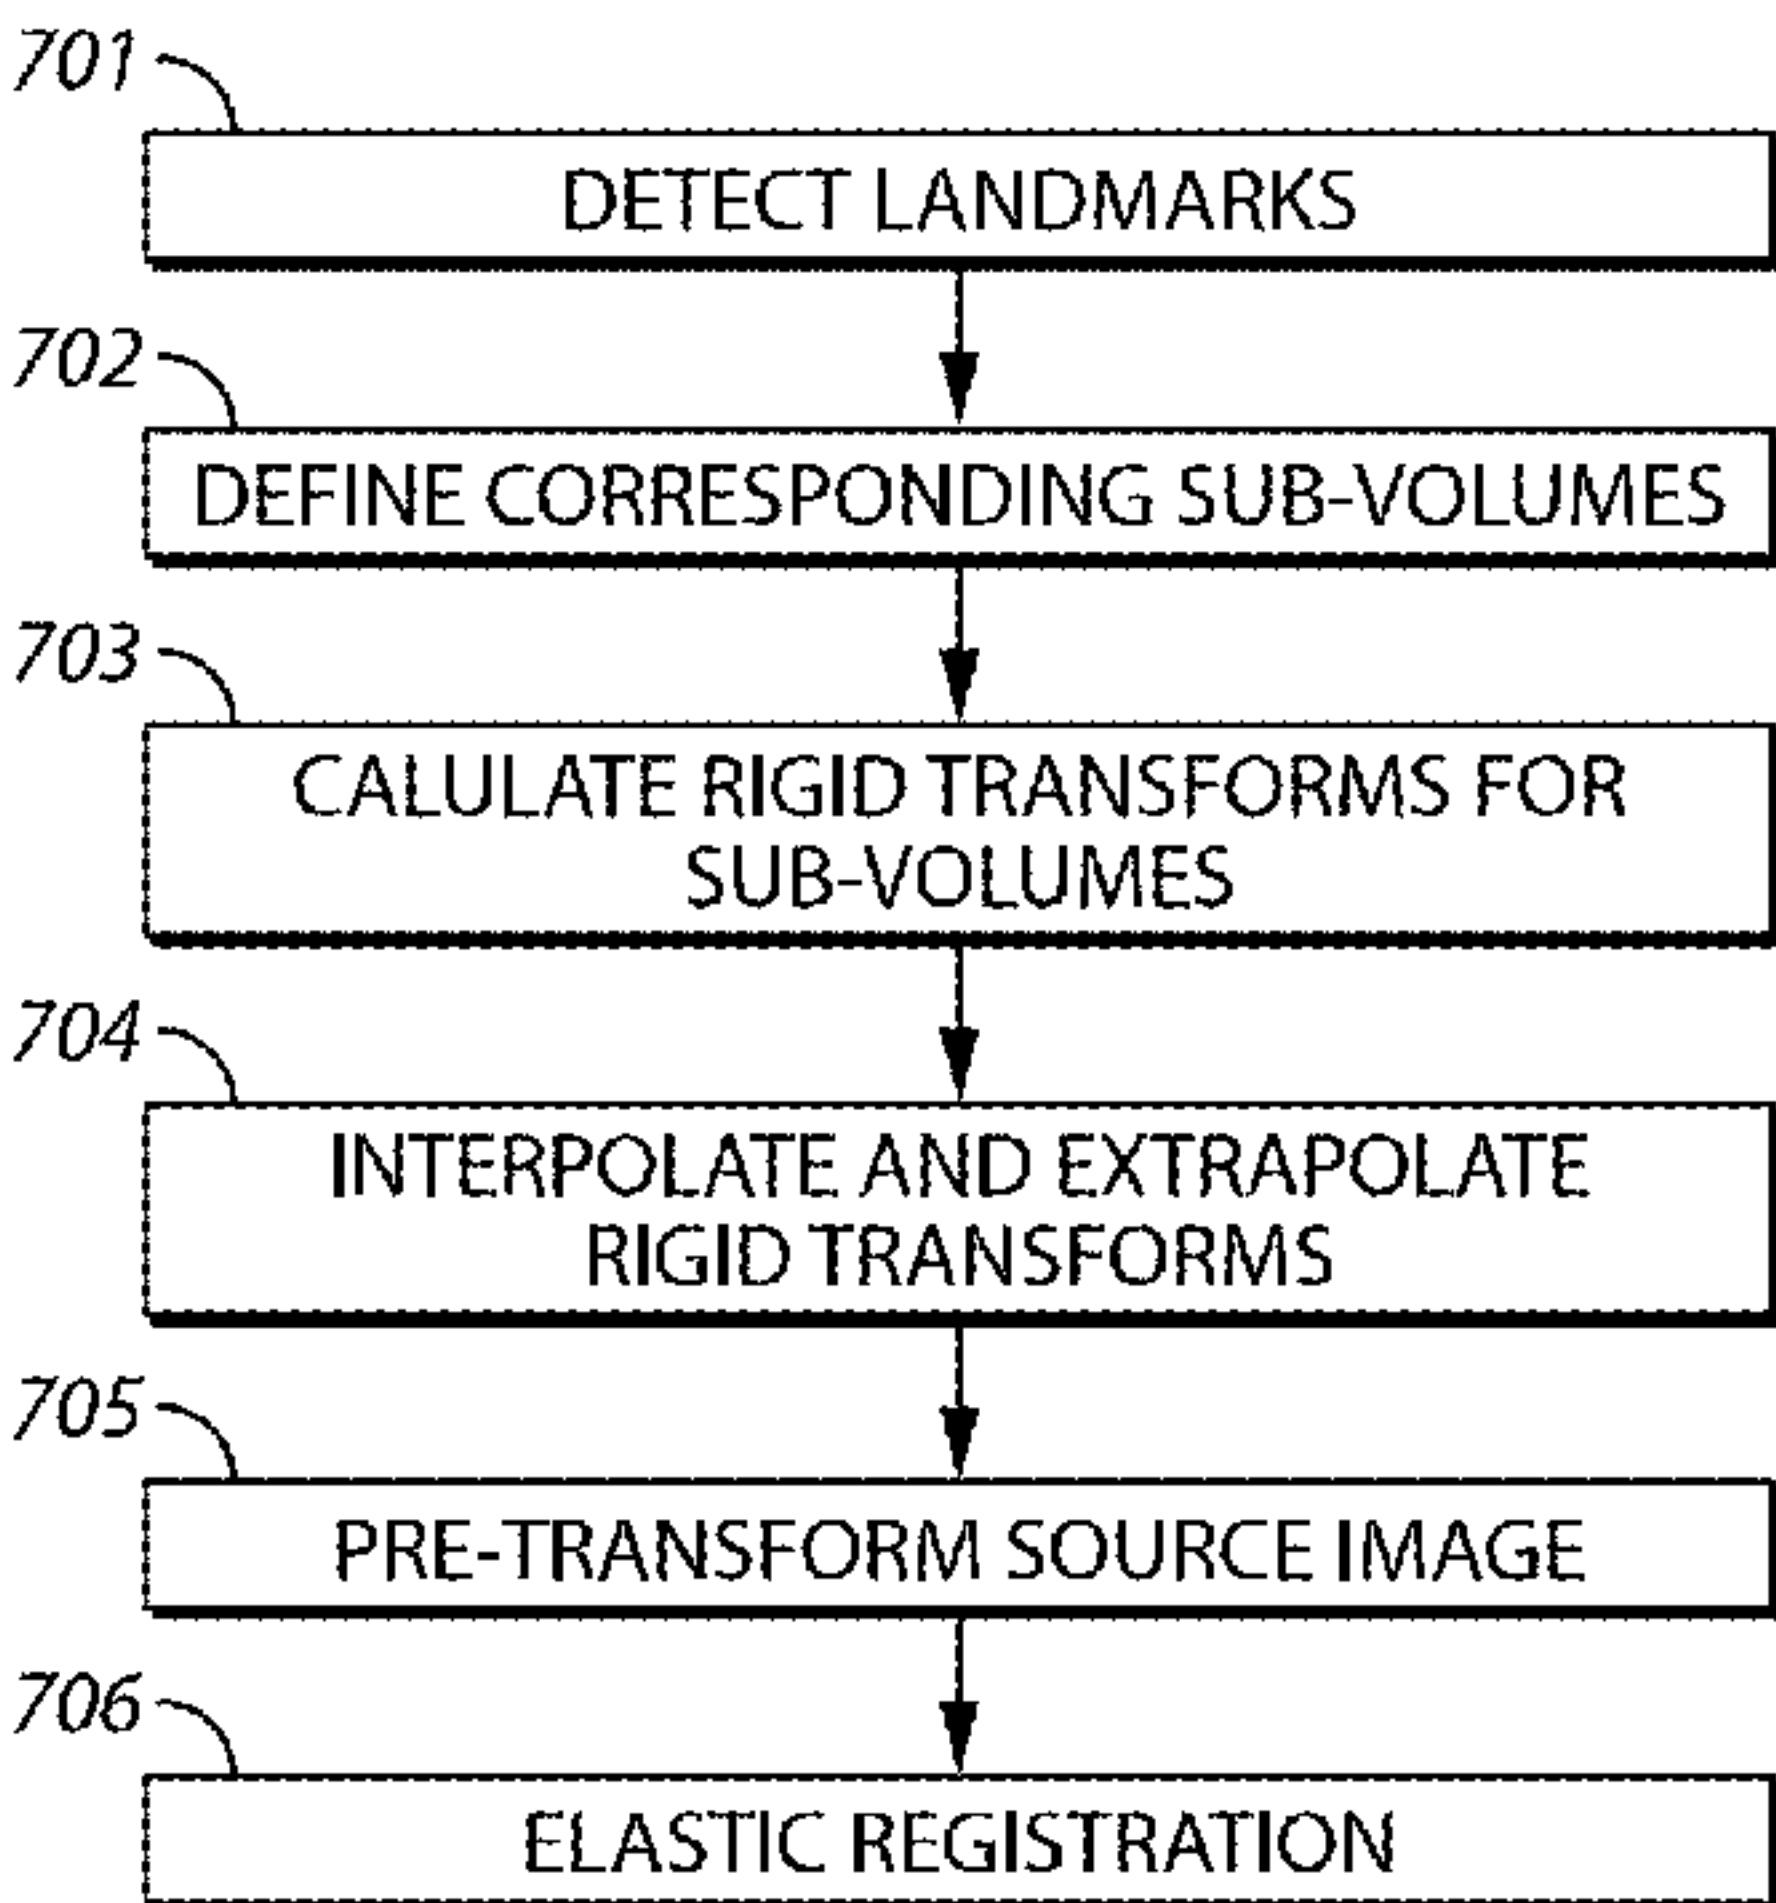 701
DETECT LANDMARKS
702
DEFINE CORRESPONDING SUB-VOLUMES
703
CALULATE RIGID TRANSFORMS FOR
SUB-VOLUMES
704
INTERPOLATE AND EXTRAPOLATE
RIGID TRANSFORMS
705
PRE-TRANSFORM SOURCE IMAGE
706
ELASTIC REGISTRATION